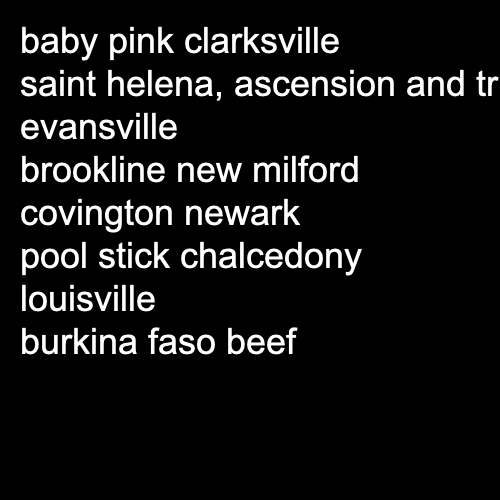 baby pink clarksville
saint helena, ascension and
evansville
brookline new milford
covington newark
pool stick chalcedony
louisville
burkina faso beef